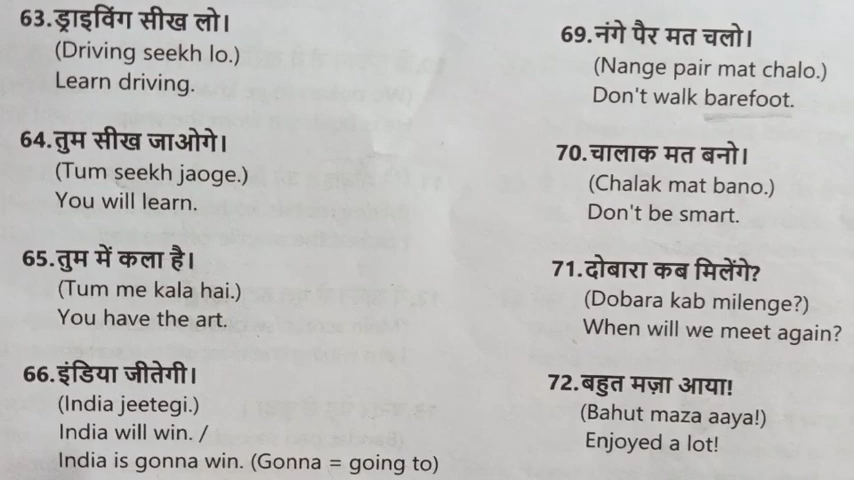 63.ड्राइविंग सीख लो।
(Driving seekh lo.)
Learn driving.
64.तुम सीख जाओगे।
(Tum seekh jaoge.)
You will learn.
65.तुम में कला है।
(Tum me kala hai.)
You have the art.
66.इंडिया जीतेगी।
(India jeetegi.)
India will win. /
India is gonna win. (Gonna = going to)
69.नंगे पैर मत चलो।
(Nange pair mat chalo.)
Don't walk barefoot.
70.चालाक मत बनो।
(Chalak mat bano.)
Don't be smart.
71.दोबारा कब मिलेंगे?
(Dobara kab milenge?)
When will we meet again?
72.बहुत मज़ा आया!
(Bahut maza aaya!)
Enjoyed a lot!